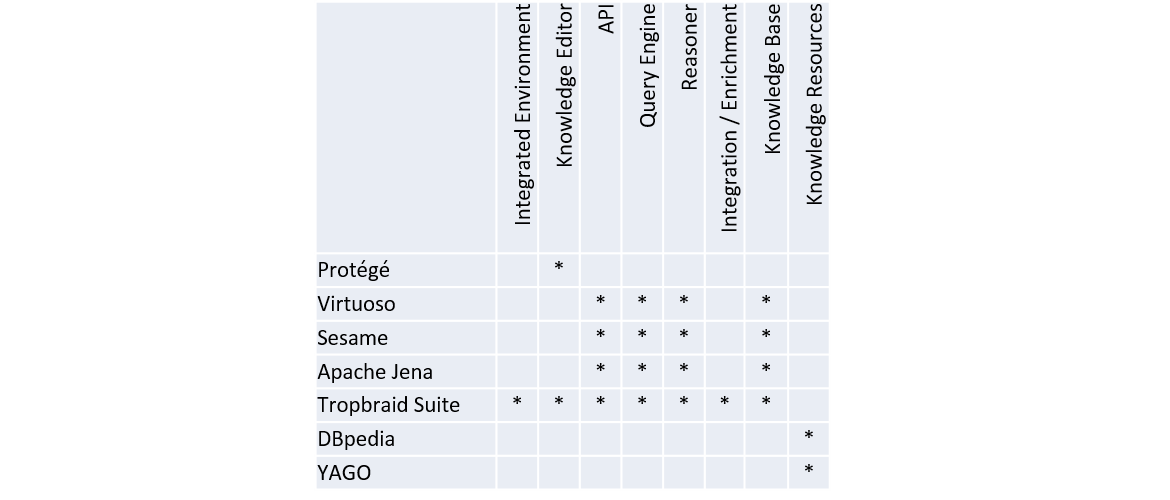 Integrated Environment
Knowledge Editor
API
Query Engine
Reasoner
Integration / Enrichment
Knowledge Base
Knowledge Resources
Protégé *
Virtuoso * * * *
Sesame * * * *
Apache Jena * * * *
Tropbraid Suite * * * * * * *
DBpedia *
YAGO *